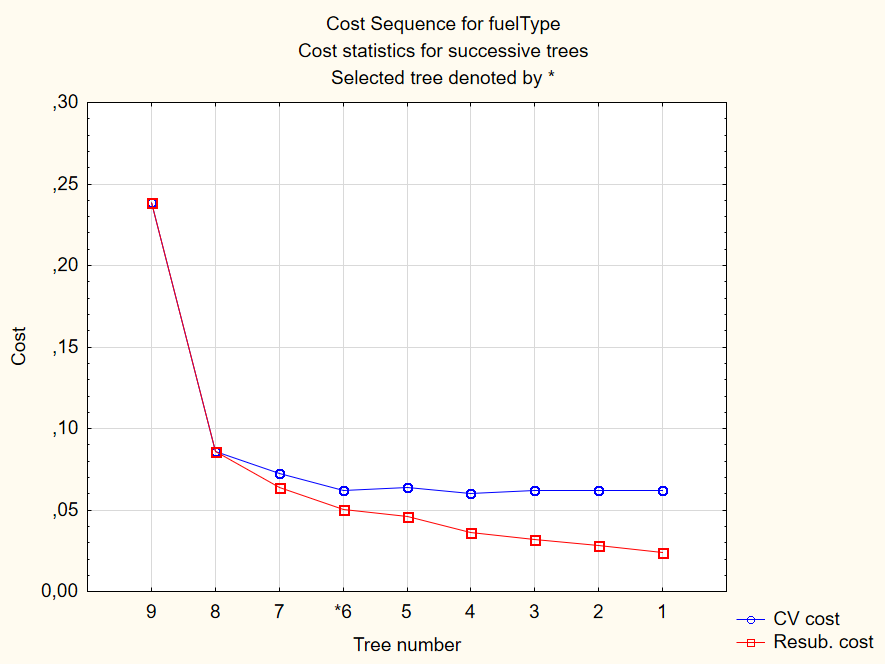 Cost Sequence for fuelType
Cost statistics for successive trees
Selected tree denoted by *
,30
,25
,20
,15
,10
,05
0,00
Cost
9 8 7 *6 5 4 3 2 1
Tree number
CV cost
Resub. cost